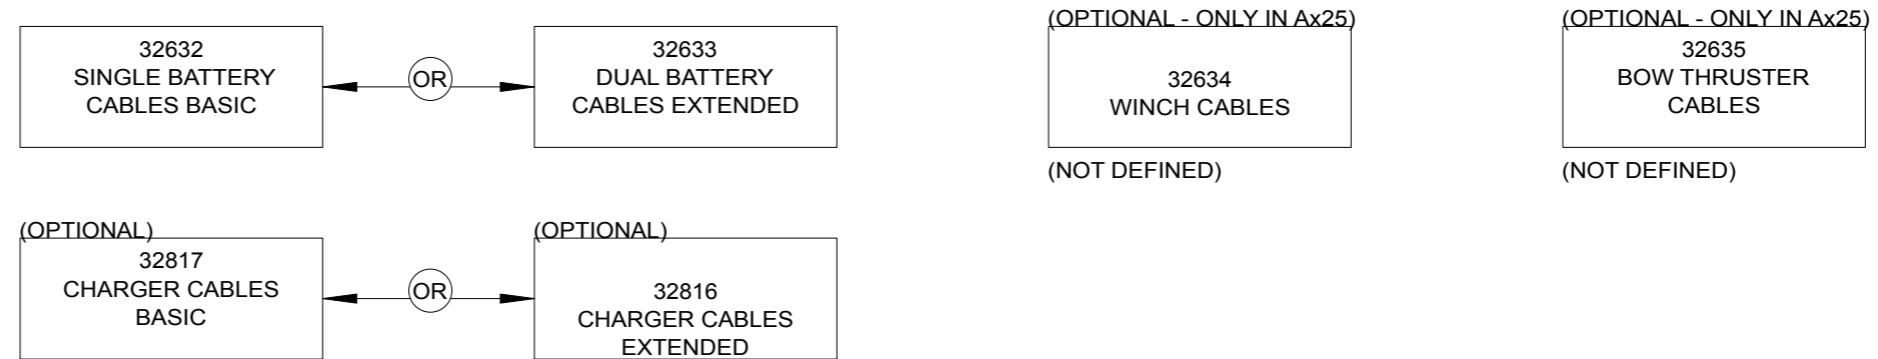 32632
SINGLE BATTERY
CABLES BASIC
OR
32633
DUAL BATTERY
CABLES EXTENDED
(OPTIONAL - ONLY IN Ax25)
32634
WINCH CABLES
(NOT DEFINED)
(OPTIONAL - ONLY IN Ax25)
32635
BOW THRUSTER
CABLES
(NOT DEFINED)
(OPTIONAL)
32817
CHARGER CABLES
BASIC
OR
(OPTIONAL)
32816
CHARGER CABLES
EXTENDED